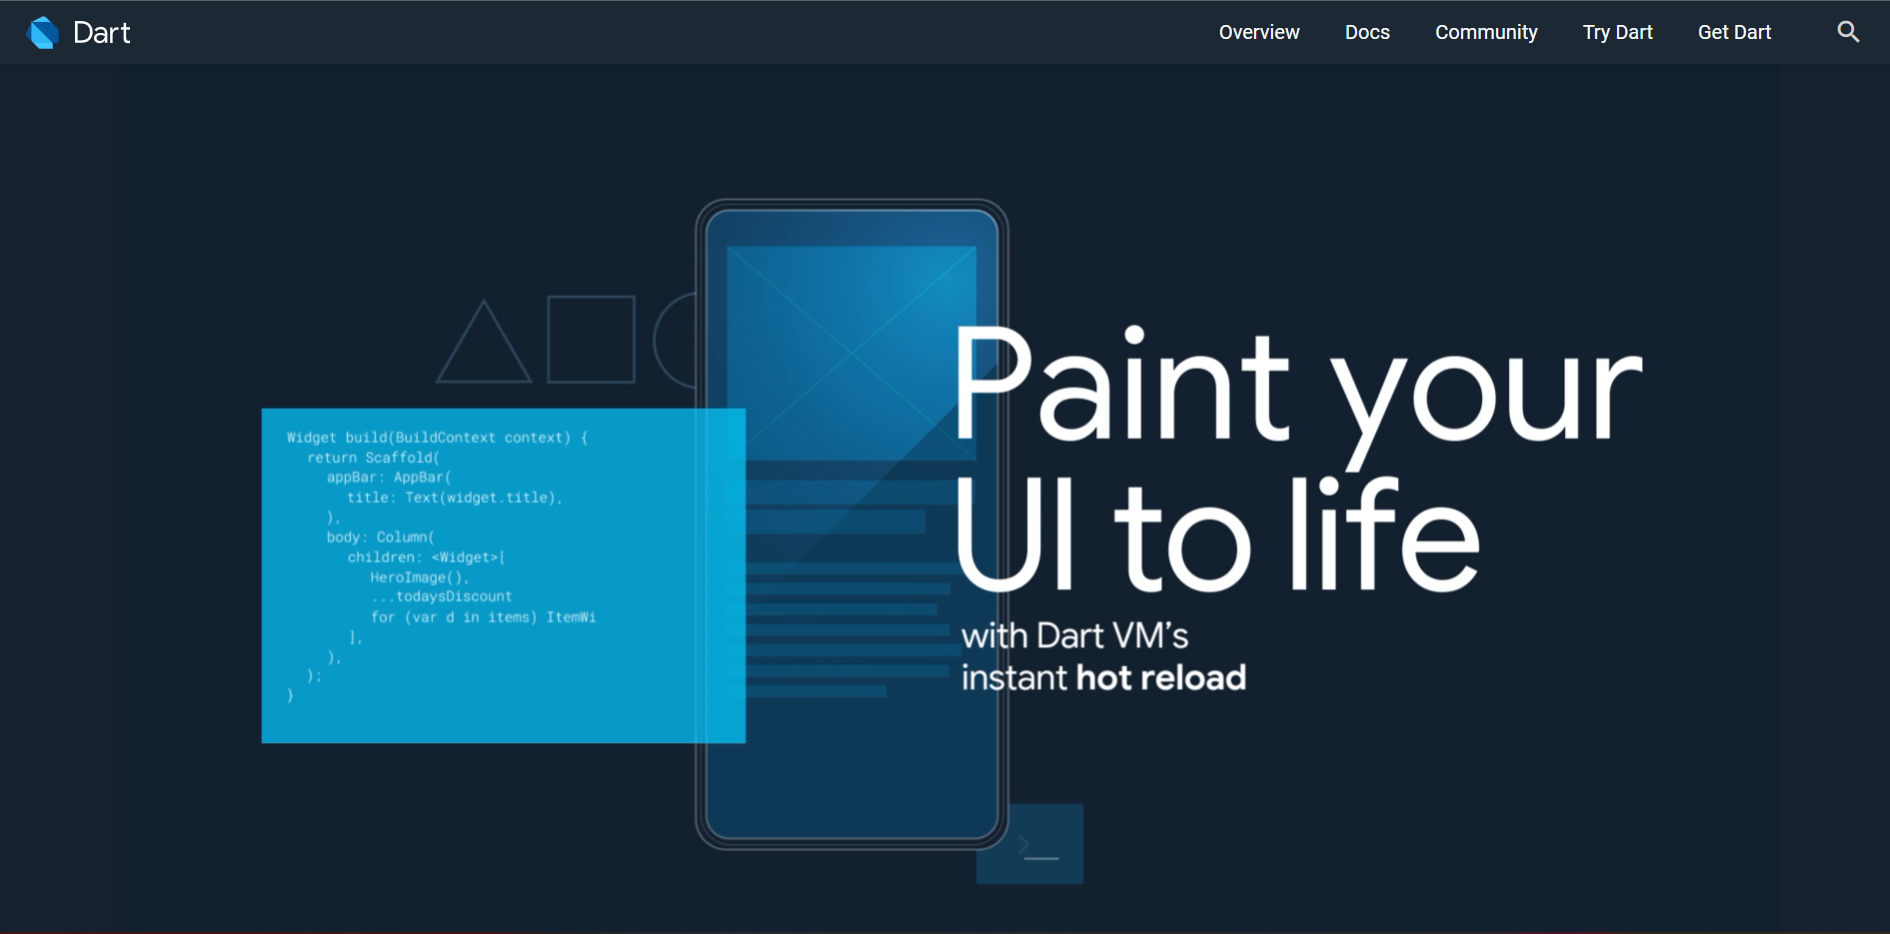 Dart
Overview
Docs
Community
Try Dart
Get Dart
Widget build(BuildContext context) {
return Scaffold(
appBar: AppBar(
title: Text(widget.title),
),
body: Column(
children: <Widget>[
HeroImage(),
...todaysDiscount
for (var d in items) ItemWi
],
),
);
}
Paint your
UI to life
with Dart VM’s
instant hot reload
>_